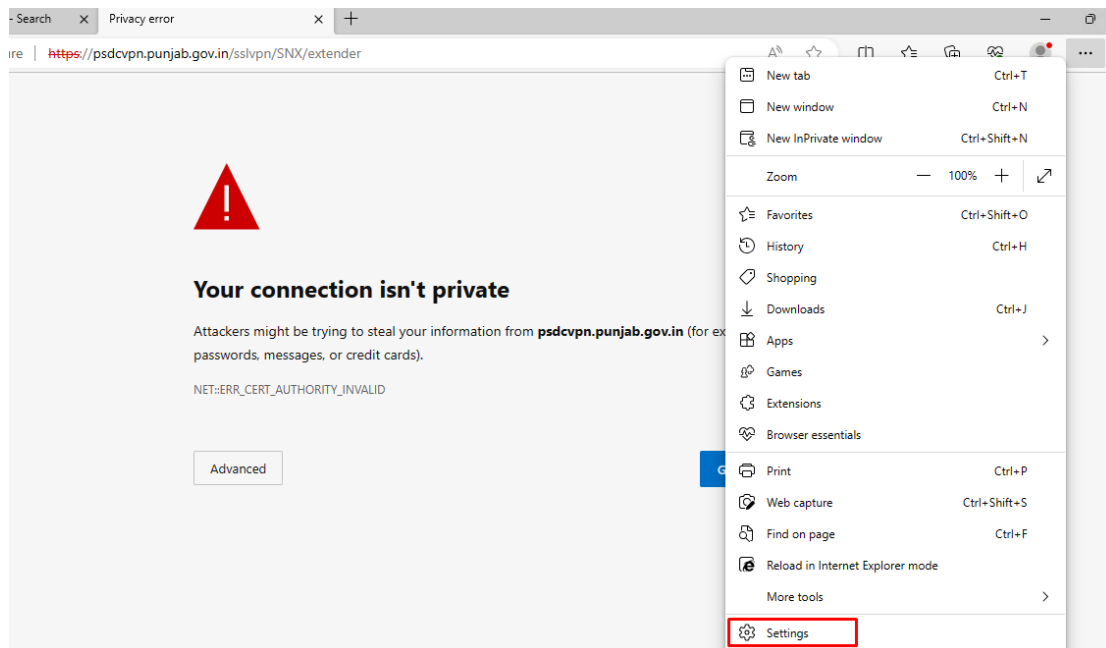 - Search
Privacy error
ure | https://psdcvpn.punjab.gov.in/sslvpn/SNX/extender
Your connection isn't private
Attackers might be trying to steal your information from psdcvpn.punjab.gov.in (for ex
passwords, messages, or credit cards).
NET::ERR_CERT_AUTHORITY_INVALID
Advanced
G
New tab Ctrl+T
New window Ctrl+N
New InPrivate window Ctrl+Shift+N
Zoom 100%
Favorites Ctrl+Shift+O
History Ctrl+H
Shopping
Downloads Ctrl+J
Apps
Games
Extensions
Browser essentials
Print Ctrl+P
Web capture Ctrl+Shift+S
Find on page Ctrl+F
Reload in Internet Explorer mode
More tools
Settings